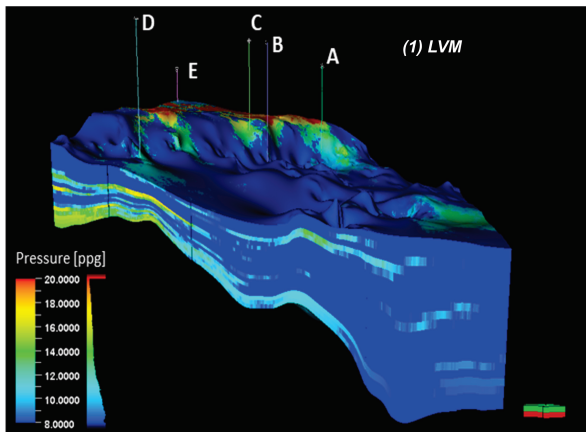 D
C
B
A
E
(1) LVM
Pressure [ppg]
20.0000
18.0000
16.0000
14.0000
12.0000
10.0000
8.0000